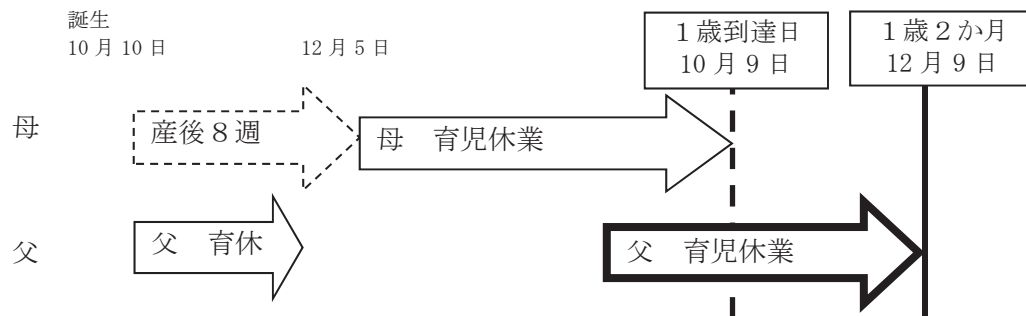 誕生
10月10日
12月5日
１歳到達日
10月9日
１歳２か月
12月9日
母
産後８週
母　育児休業
父
父　育休
父　育児休業